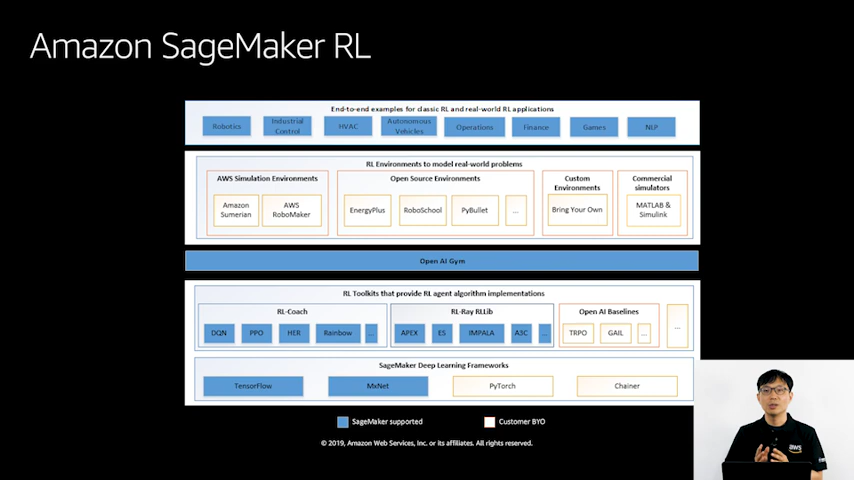 Amazon SageMaker RL
End-to-end examples for classic RL and real-world RL applications
Robotics
Industrial
Control
HVAC
Autonomous
Vehicles
Operations
Finance
Games
NLP
RL Environments to model real-world problems
AWS Simulation Environments
Amazon
Sumerian
AWS
RoboMaker
Open Source Environments
EnergyPlus
RoboSchool
PyBullet
...
Custom
Environments
Bring Your Own
Commercial
simulators
MATLAB &
Simulink
Open AI Gym
RL Toolkits that provide RL agent algorithm implementations
RL-Coach
DQN
PPO
HER
Rainbow
...
RL-Ray RLLib
APEX
ES
IMPALA
A3C
...
Open AI Baselines
TRPO
GAIL
...
...
SageMaker Deep Learning Frameworks
TensorFlow
MxNet
PyTorch
Chainer
SageMaker supported
Customer BYO
© 2019, Amazon Web Services, Inc. or its affiliates. All rights reserved.
aws